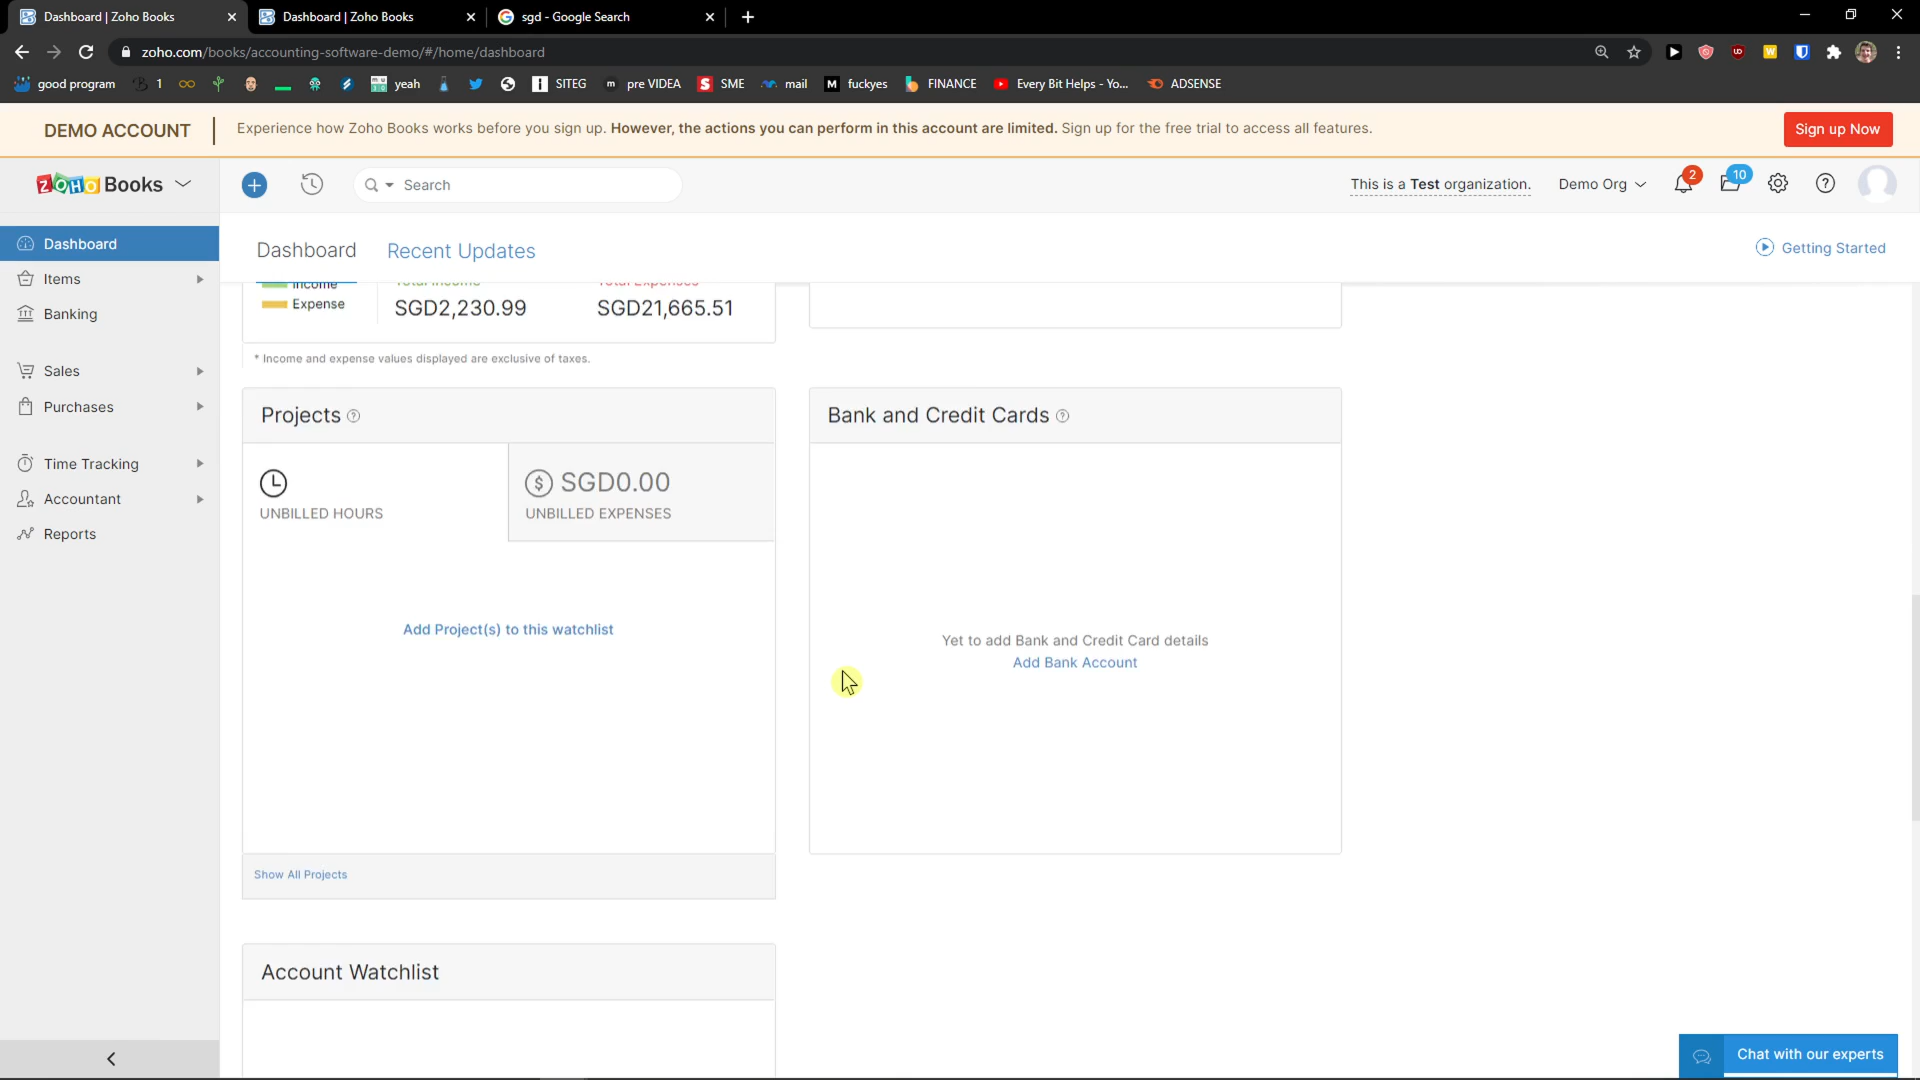 Dashboard | Zoho Books
Dashboard | Zoho Books
sgd - Google Search
zoho.com/books/accounting-software-demo/#/home/dashboard
good program
1
yeah
SITEG
pre VIDEA
SME
mail
fuckyes
FINANCE
Every Bit Helps - Yo...
ADSENSE
DEMO ACCOUNT
Experience how Zoho Books works before you sign up. However, the actions you can perform in this account are limited. Sign up for the free trial to access all features.
Sign up Now
ZOHO Books
Search
This is a Test organization.
Demo Org
2
10
Dashboard
Items
Banking
Sales
Purchases
Time Tracking
Accountant
Reports
Dashboard
Recent Updates
Getting Started
Income
Expense
Total Income
SGD2,230.99
Total Expenses
SGD21,665.51
* Income and expense values displayed are exclusive of taxes.
Projects
UNBILLED HOURS
SGD0.00
UNBILLED EXPENSES
Add Project(s) to this watchlist
Show All Projects
Bank and Credit Cards
Yet to add Bank and Credit Card details
Add Bank Account
Account Watchlist
Chat with our experts